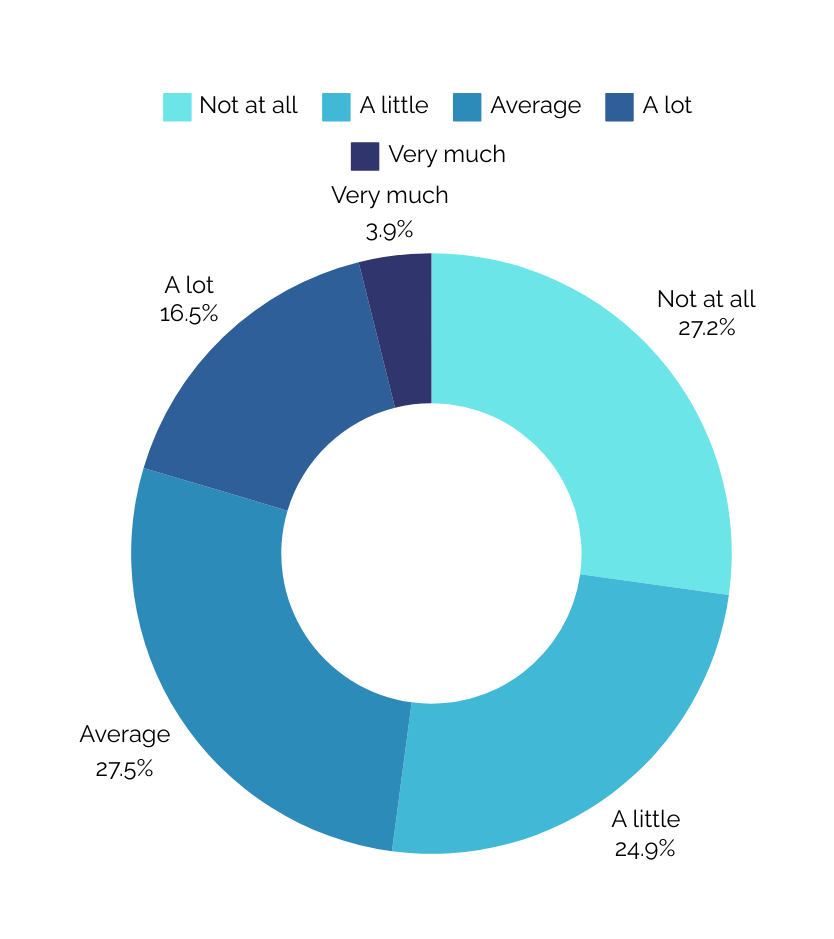 Not at all A little Average A lot
Very much
Very much
3.9%
A lot
16.5%
Not at all
27.2%
Average
27.5%
A little
24.9%